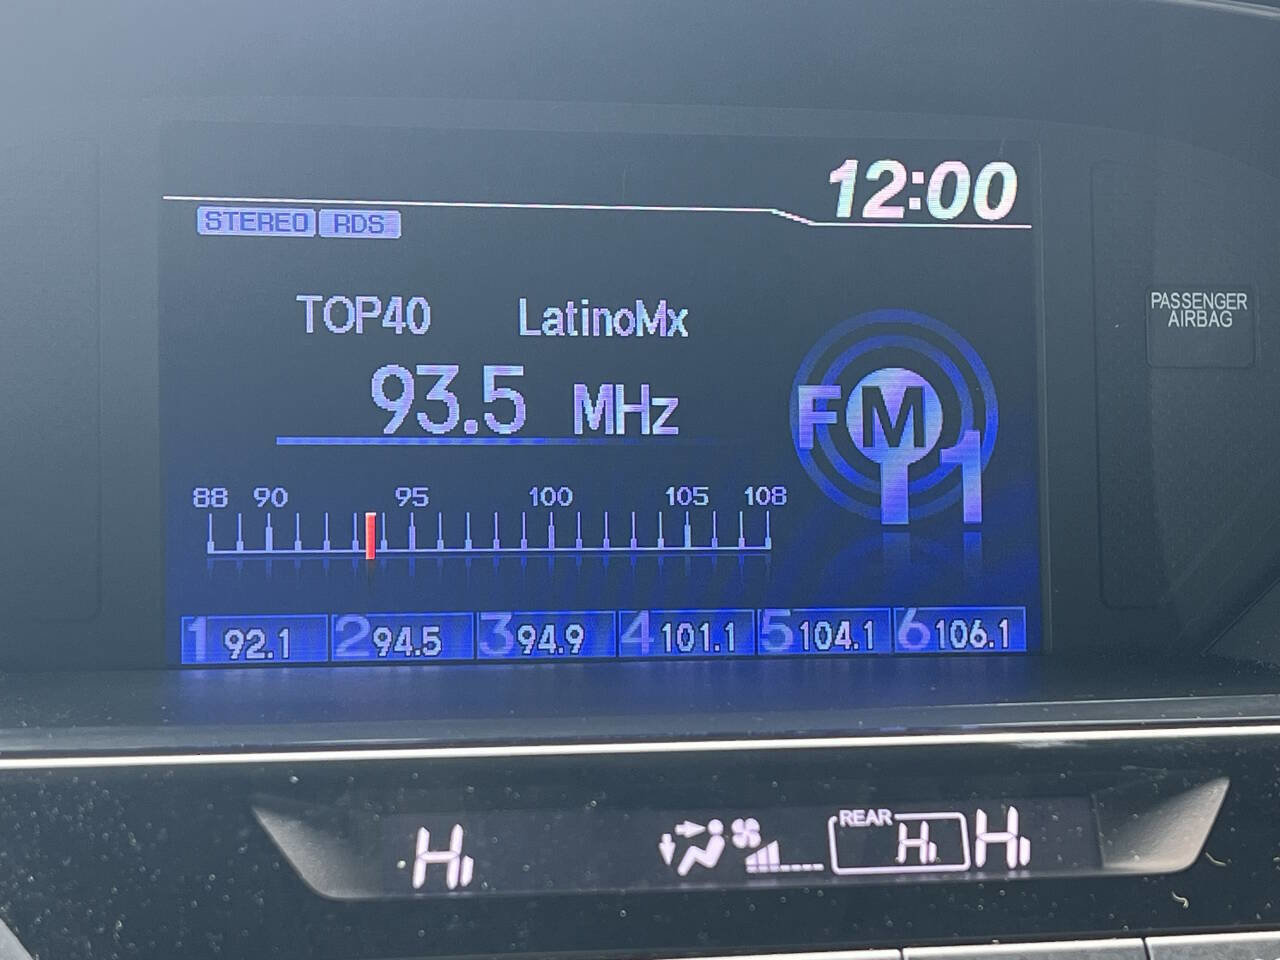 12:00
STEREO RDS
TOP40 LatinoMx
93.5 MHz
FM1
88 90 95 100 105 108
1 92.1 2 94.5 3 94.9 4 101.1 5 104.1 6 106.1
PASSENGER
AIRBAG
Hi REAR Hi Hi